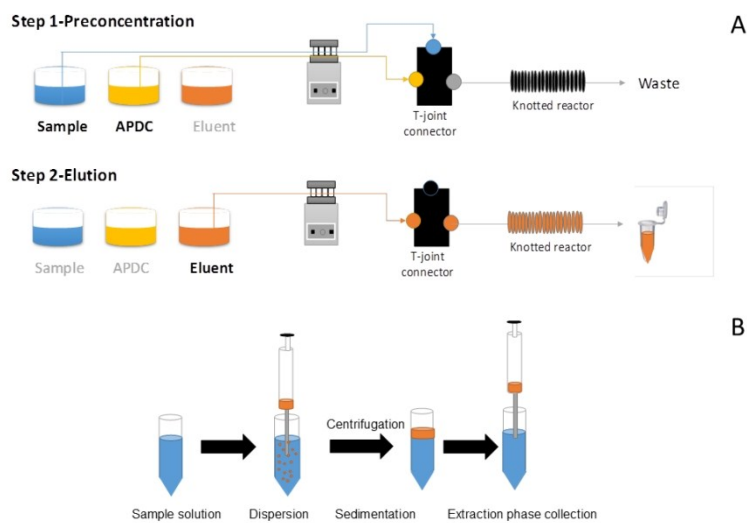 Step 1-Preconcentration
A
Sample APDC Eluent
T-joint
connector
Knotted reactor
Waste
Step 2-Elution
Sample APDC Eluent
T-joint
connector
Knotted reactor
B
Centrifugation
Sample solution Dispersion Sedimentation Extraction phase collection